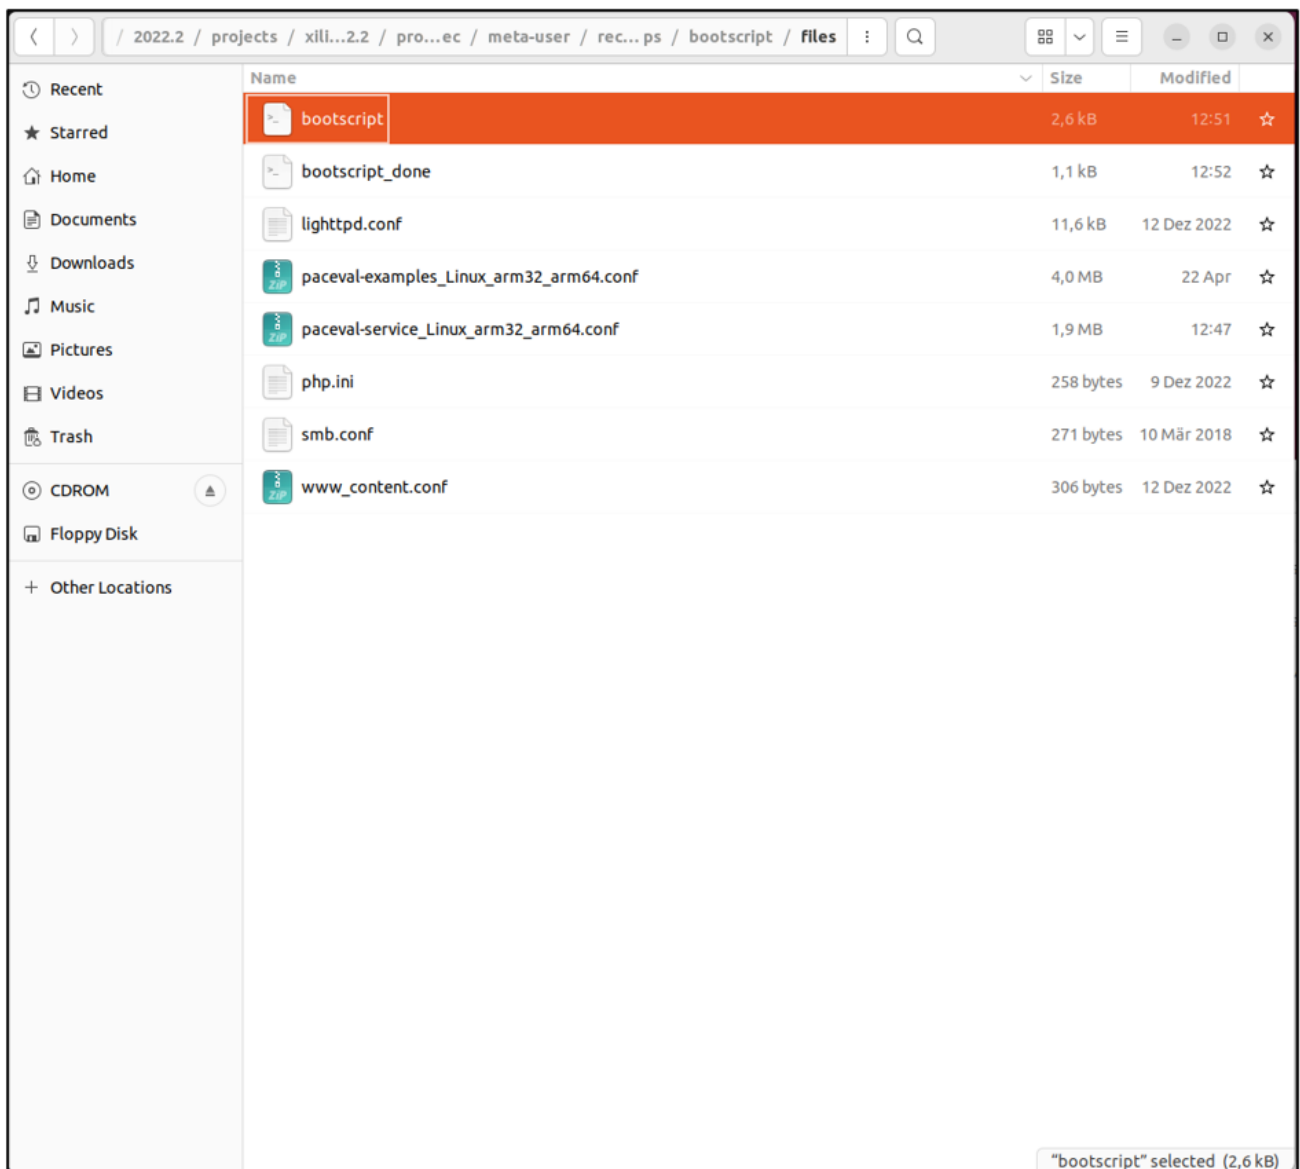 / 2022.2 / projects / xili...2.2 / pro...ec / meta-user / rec... ps / bootscript / files
Name Size Modified
Recent
Starred
Home
Documents
Downloads
Music
Pictures
Videos
Trash
CDROM
Floppy Disk
+ Other Locations
bootscript 2,6 kB 12:51
bootscript_done 1,1 kB 12:52
lighttpd.conf 11,6 kB 12 Dez 2022
ZIP paceval-examples_Linux_arm32_arm64.conf 4,0 MB 22 Apr
ZIP paceval-service_Linux_arm32_arm64.conf 1,9 MB 12:47
php.ini 258 bytes 9 Dez 2022
smb.conf 271 bytes 10 Mär 2018
ZIP www_content.conf 306 bytes 12 Dez 2022
"bootscript" selected (2,6 kB)